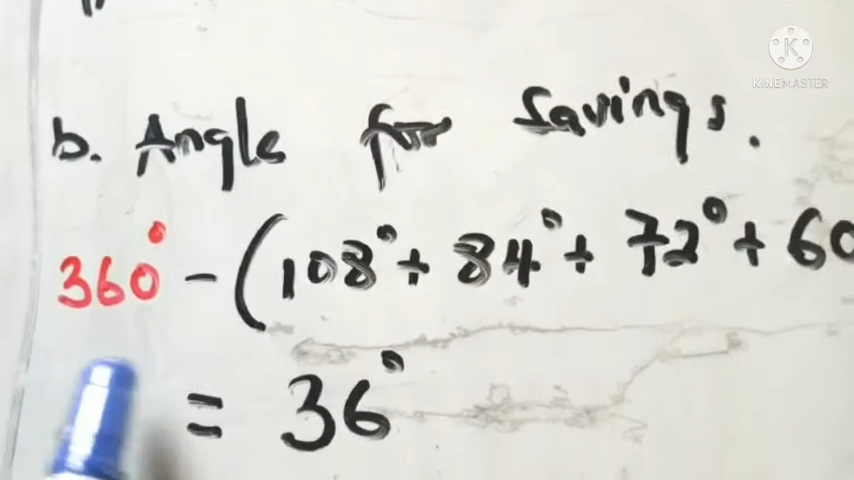 K
KINEMASTER
b. Angle for Savings.
360° - (108° + 84° + 72° + 60
= 36°